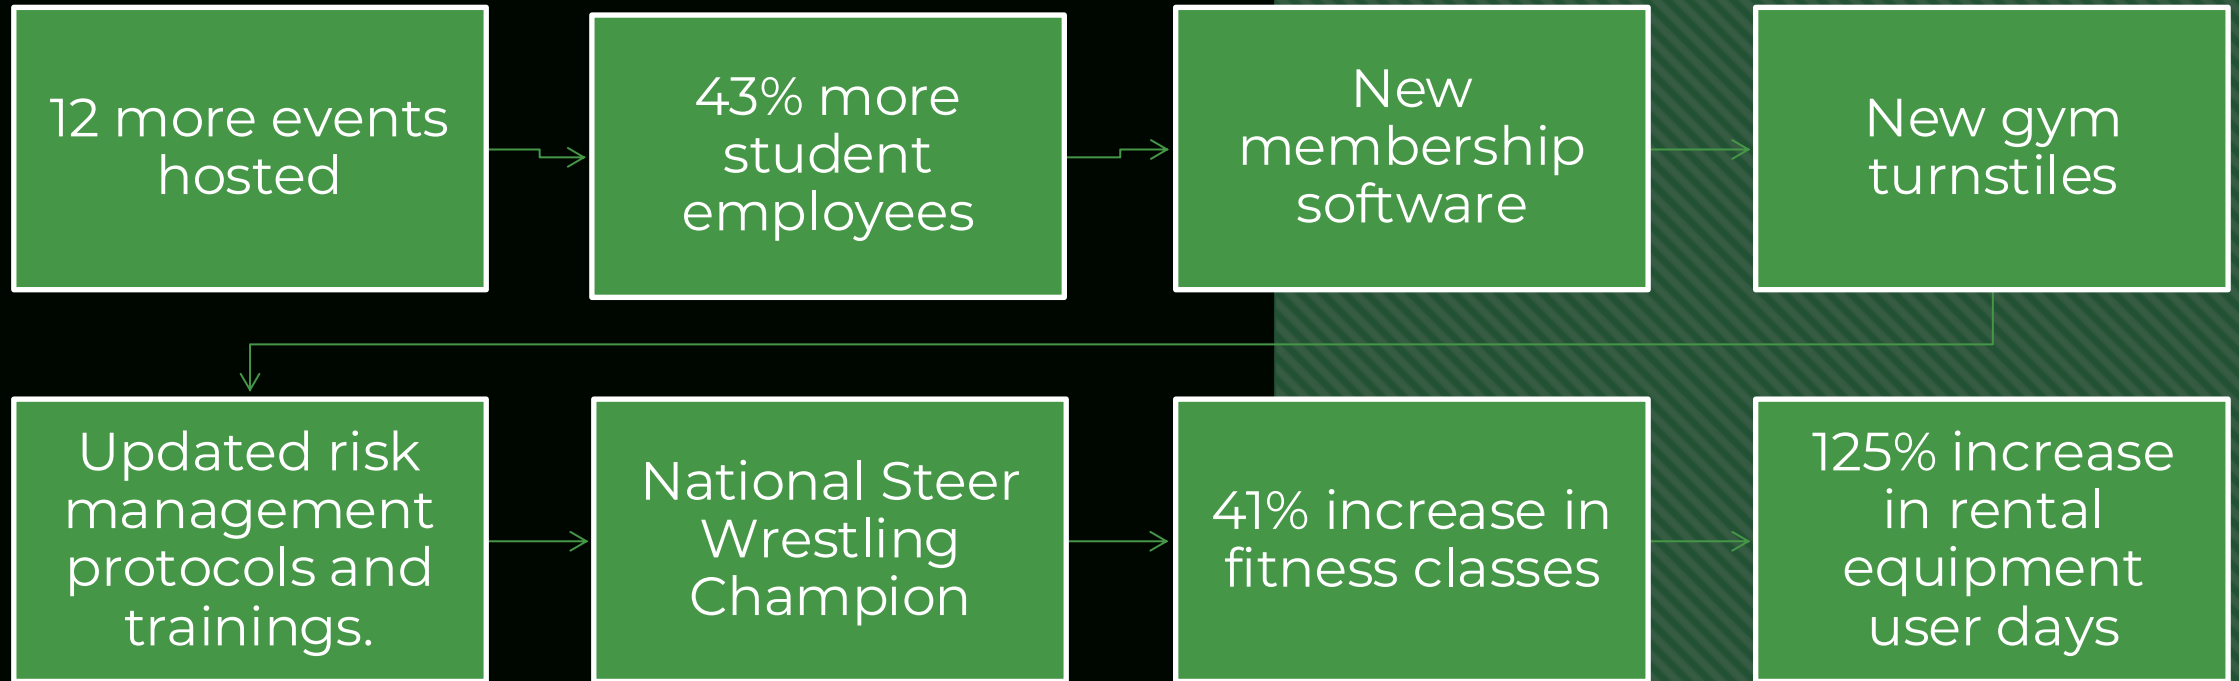 12 more events
hosted
43% more
student
employees
New
membership
software
New gym
turnstiles
Updated risk
management
protocols and
trainings.
National Steer
Wrestling
Champion
41% increase in
fitness classes
125% increase
in rental
equipment
user days